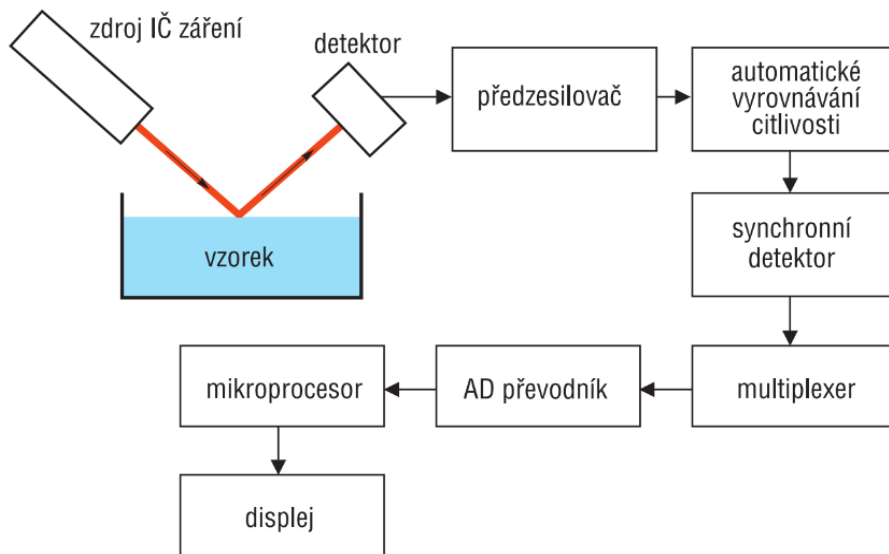 zdroj IČ záření
detektor
předzesilovač
automatické
vyrovnávání
citlivosti
vzorek
synchronní
detektor
mikroprocesor
AD převodník
multiplexer
displej